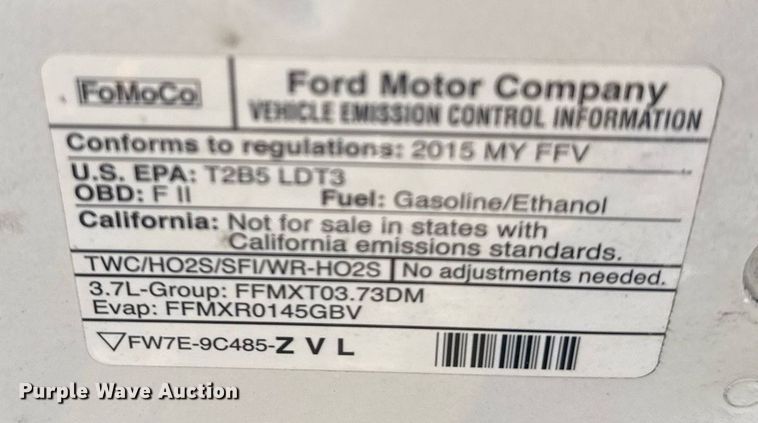 FoMoCo
Ford Motor Company
VEHICLE EMISSION CONTROL INFORMATION
Conforms to regulations: 2015 MY FFV
U.S. EPA: T2B5 LDT3
OBD: F II Fuel: Gasoline/Ethanol
California: Not for sale in states with
California emissions standards.
TWC/HO2S/SFI/WR-HO2S No adjustments needed.
3.7L-Group: FFMXT03.73DM
Evap: FFMXR0145GBV
▽FW7E-9C485-Z V L
Purple Wave Auction